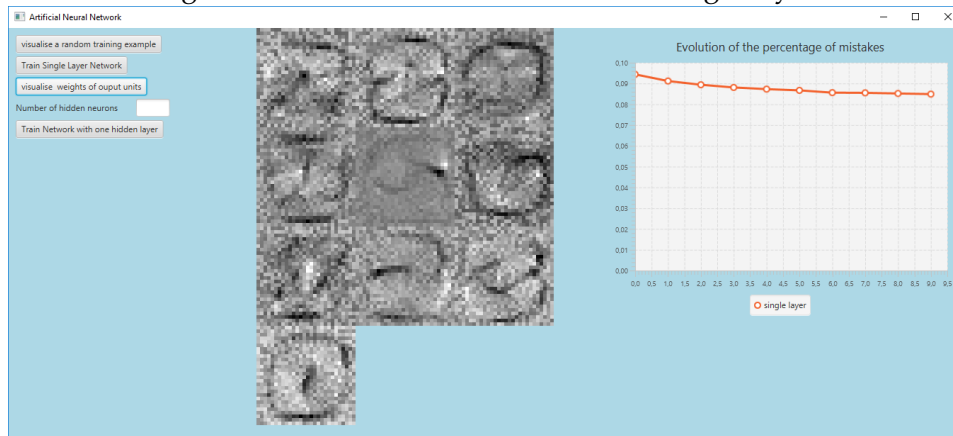 Artificial Neural Network
visualise a random training example
Train Single Layer Network
visualise weights of ouput units
Number of hidden neurons
Train Network with one hidden layer
Evolution of the percentage of mistakes
0,10
0,09
0,08
0,07
0,06
0,05
0,04
0,03
0,02
0,01
0,00
0,0 0,5 1,0 1,5 2,0 2,5 3,0 3,5 4,0 4,5 5,0 5,5 6,0 6,5 7,0 7,5 8,0 8,5 9,0 9,5
single layer